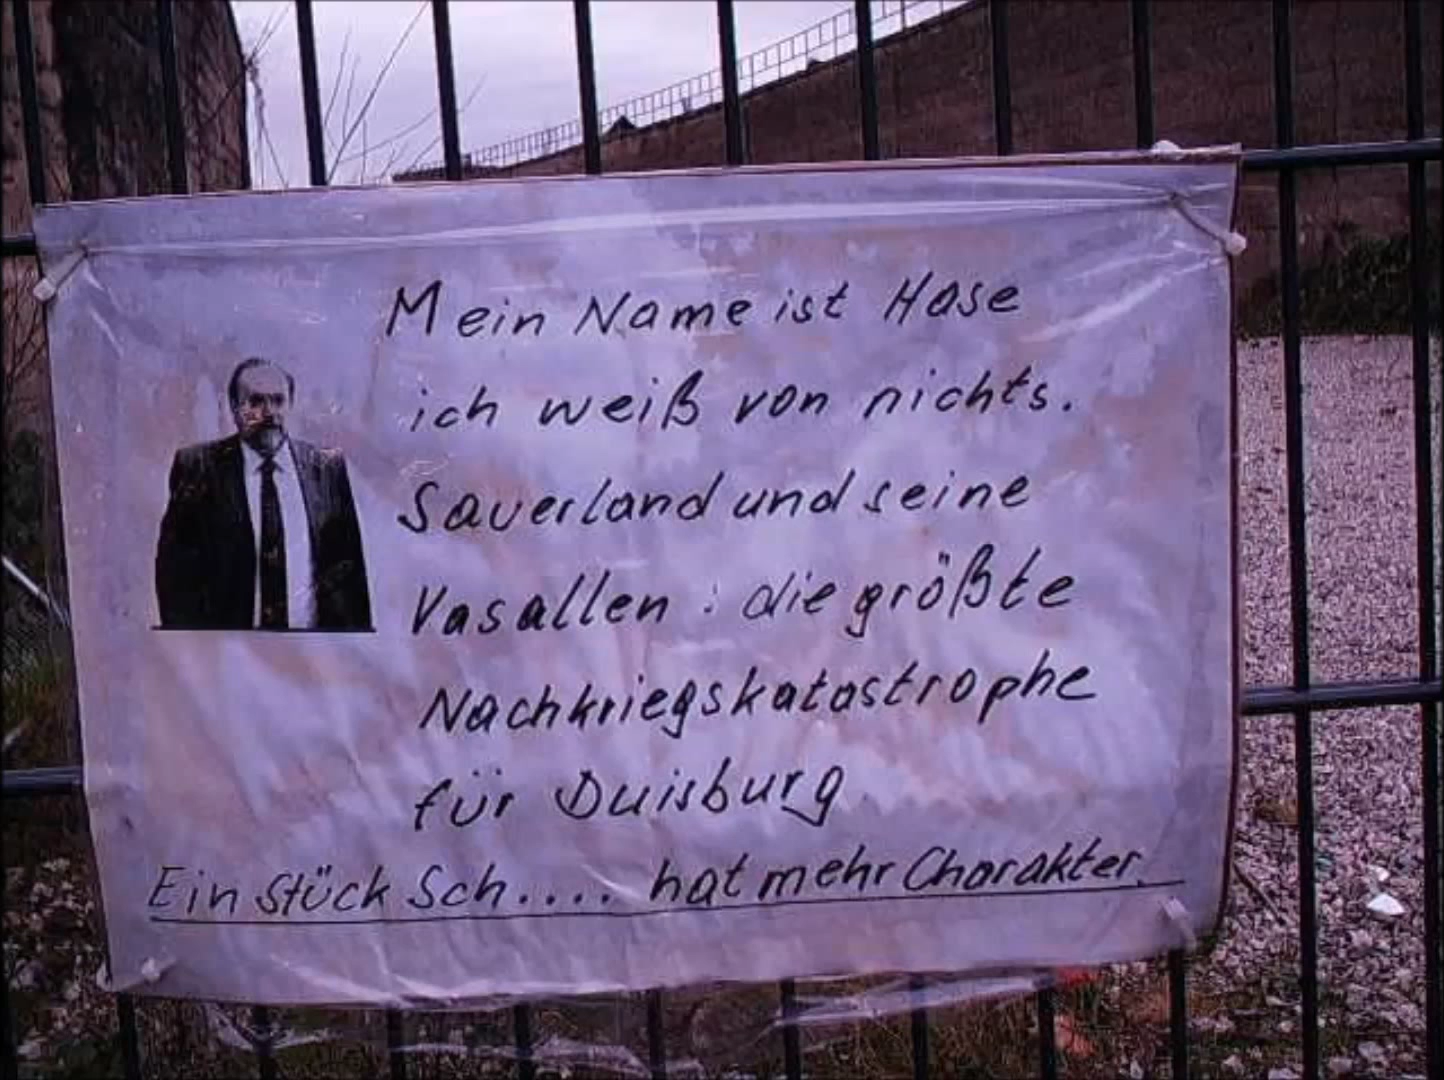 Mein Name ist Hase
ich weiß von nichts.
Sauerland und seine
Vasallen : die größte
Nachkriegskatastrophe
für Duisburg
Ein Stück Sch.... hat mehr Charakter.